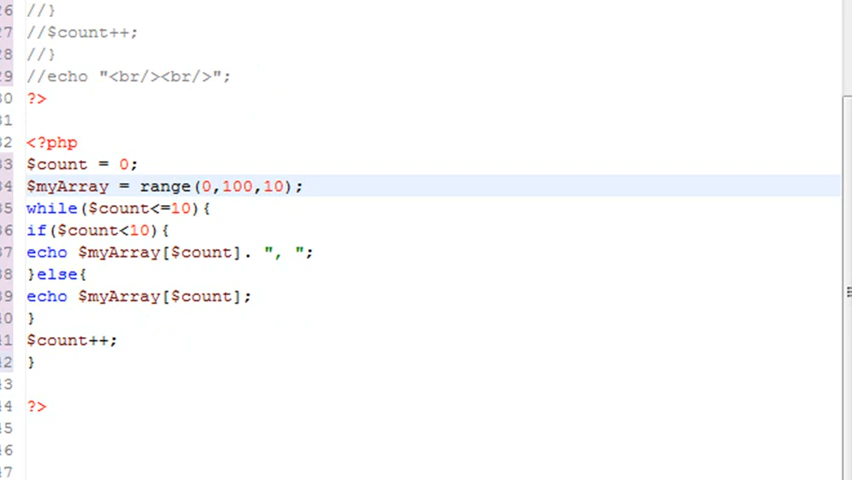 26 //}
27 //$count++;
28 //}
29 //echo "<br/><br/>";
30 ?>
31
32 <?php
33 $count = 0;
34 $myArray = range(0,100,10);
35 while($count<=10){
36 if($count<10){
37 echo $myArray[$count]. ", ";
38 }else{
39 echo $myArray[$count];
40 }
41 $count++;
42 }
43
44 ?>
45
46
47